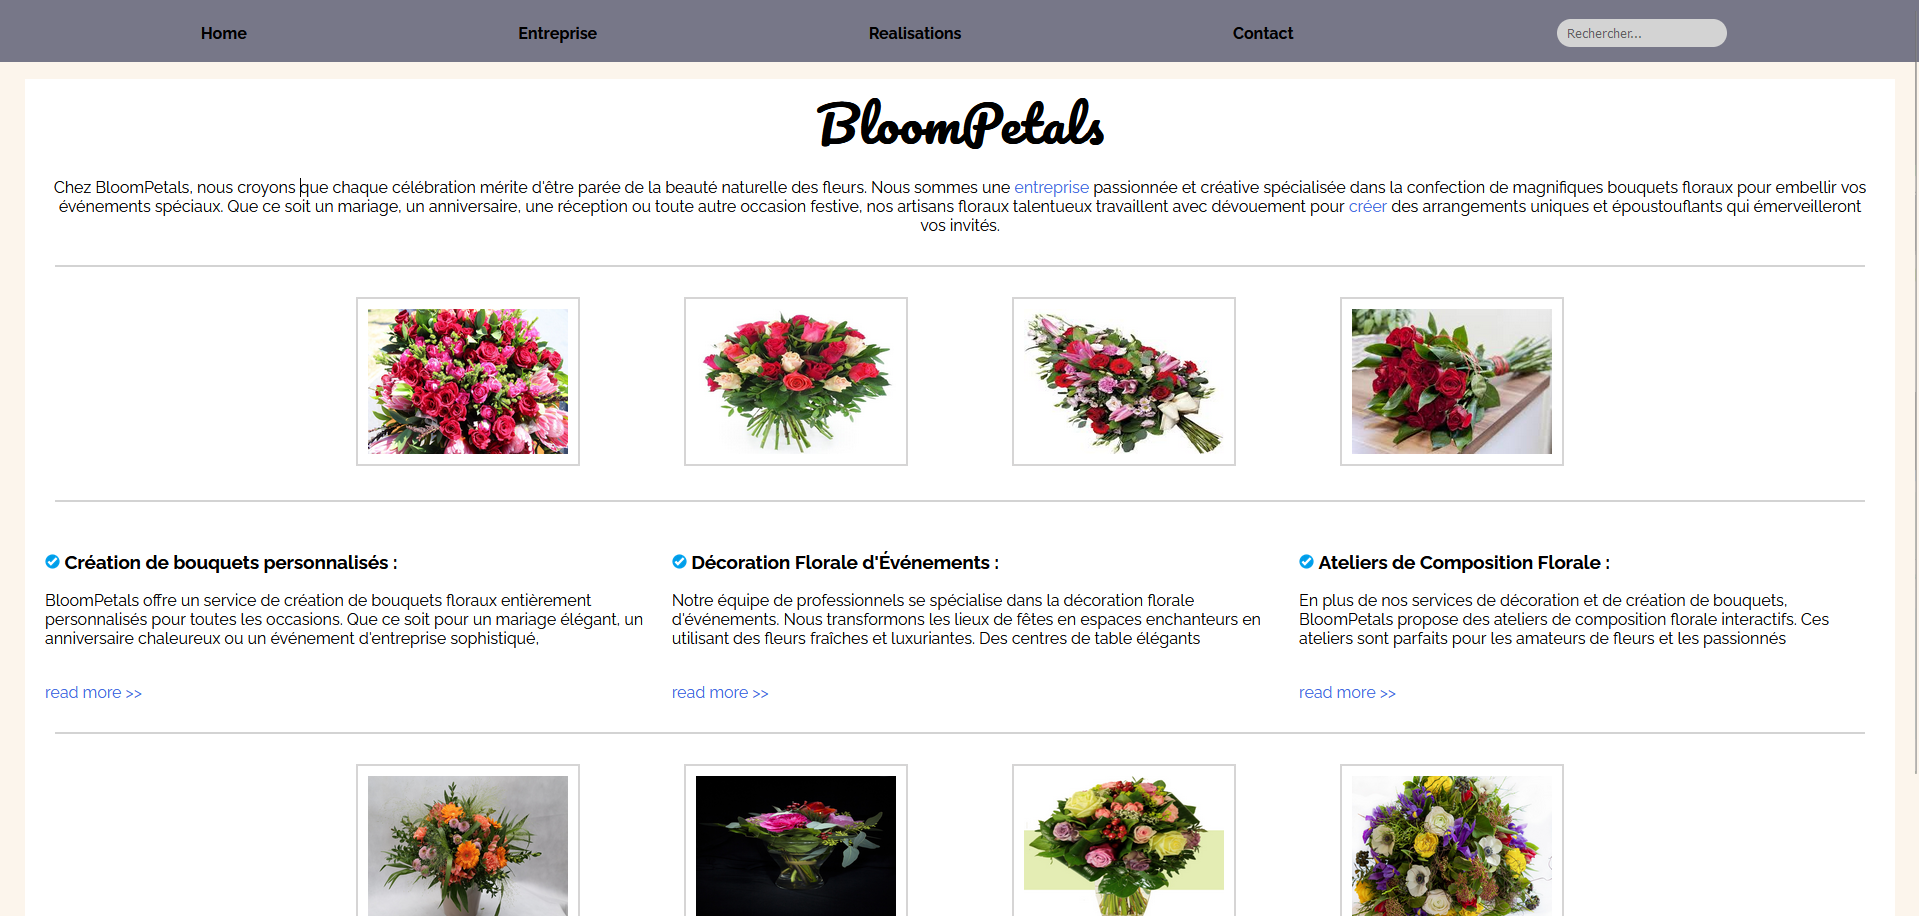 Home Entreprise Realisations Contact Rechercher...
BloomPetals
Chez BloomPetals, nous croyons que chaque célébration mérite d'être parée de la beauté naturelle des fleurs. Nous sommes une entreprise passionnée et créative spécialisée dans la confection de magnifiques bouquets floraux pour embellir vos
événements spéciaux. Que ce soit un mariage, un anniversaire, une réception ou toute autre occasion festive, nos artisans floraux talentueux travaillent avec dévouement pour créer des arrangements uniques et époustouflants qui émerveilleront
vos invités.
Création de bouquets personnalisés :
BloomPetals offre un service de création de bouquets floraux entièrement
personnalisés pour toutes les occasions. Que ce soit pour un mariage élégant, un
anniversaire chaleureux ou un événement d'entreprise sophistiqué,
read more >>
Décoration Florale d'Événements :
Notre équipe de professionnels se spécialise dans la décoration florale
d'événements. Nous transformons les lieux de fêtes en espaces enchanteurs en
utilisant des fleurs fraîches et luxuriantes. Des centres de table élégants
read more >>
Ateliers de Composition Florale :
En plus de nos services de décoration et de création de bouquets,
BloomPetals propose des ateliers de composition florale interactifs. Ces
ateliers sont parfaits pour les amateurs de fleurs et les passionnés
read more >>